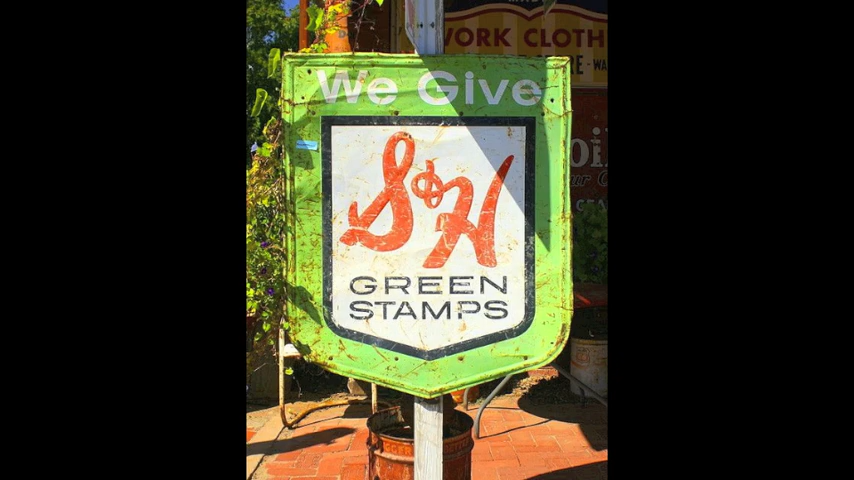 WORK CLOTH
We Give
S&H
GREEN
STAMPS